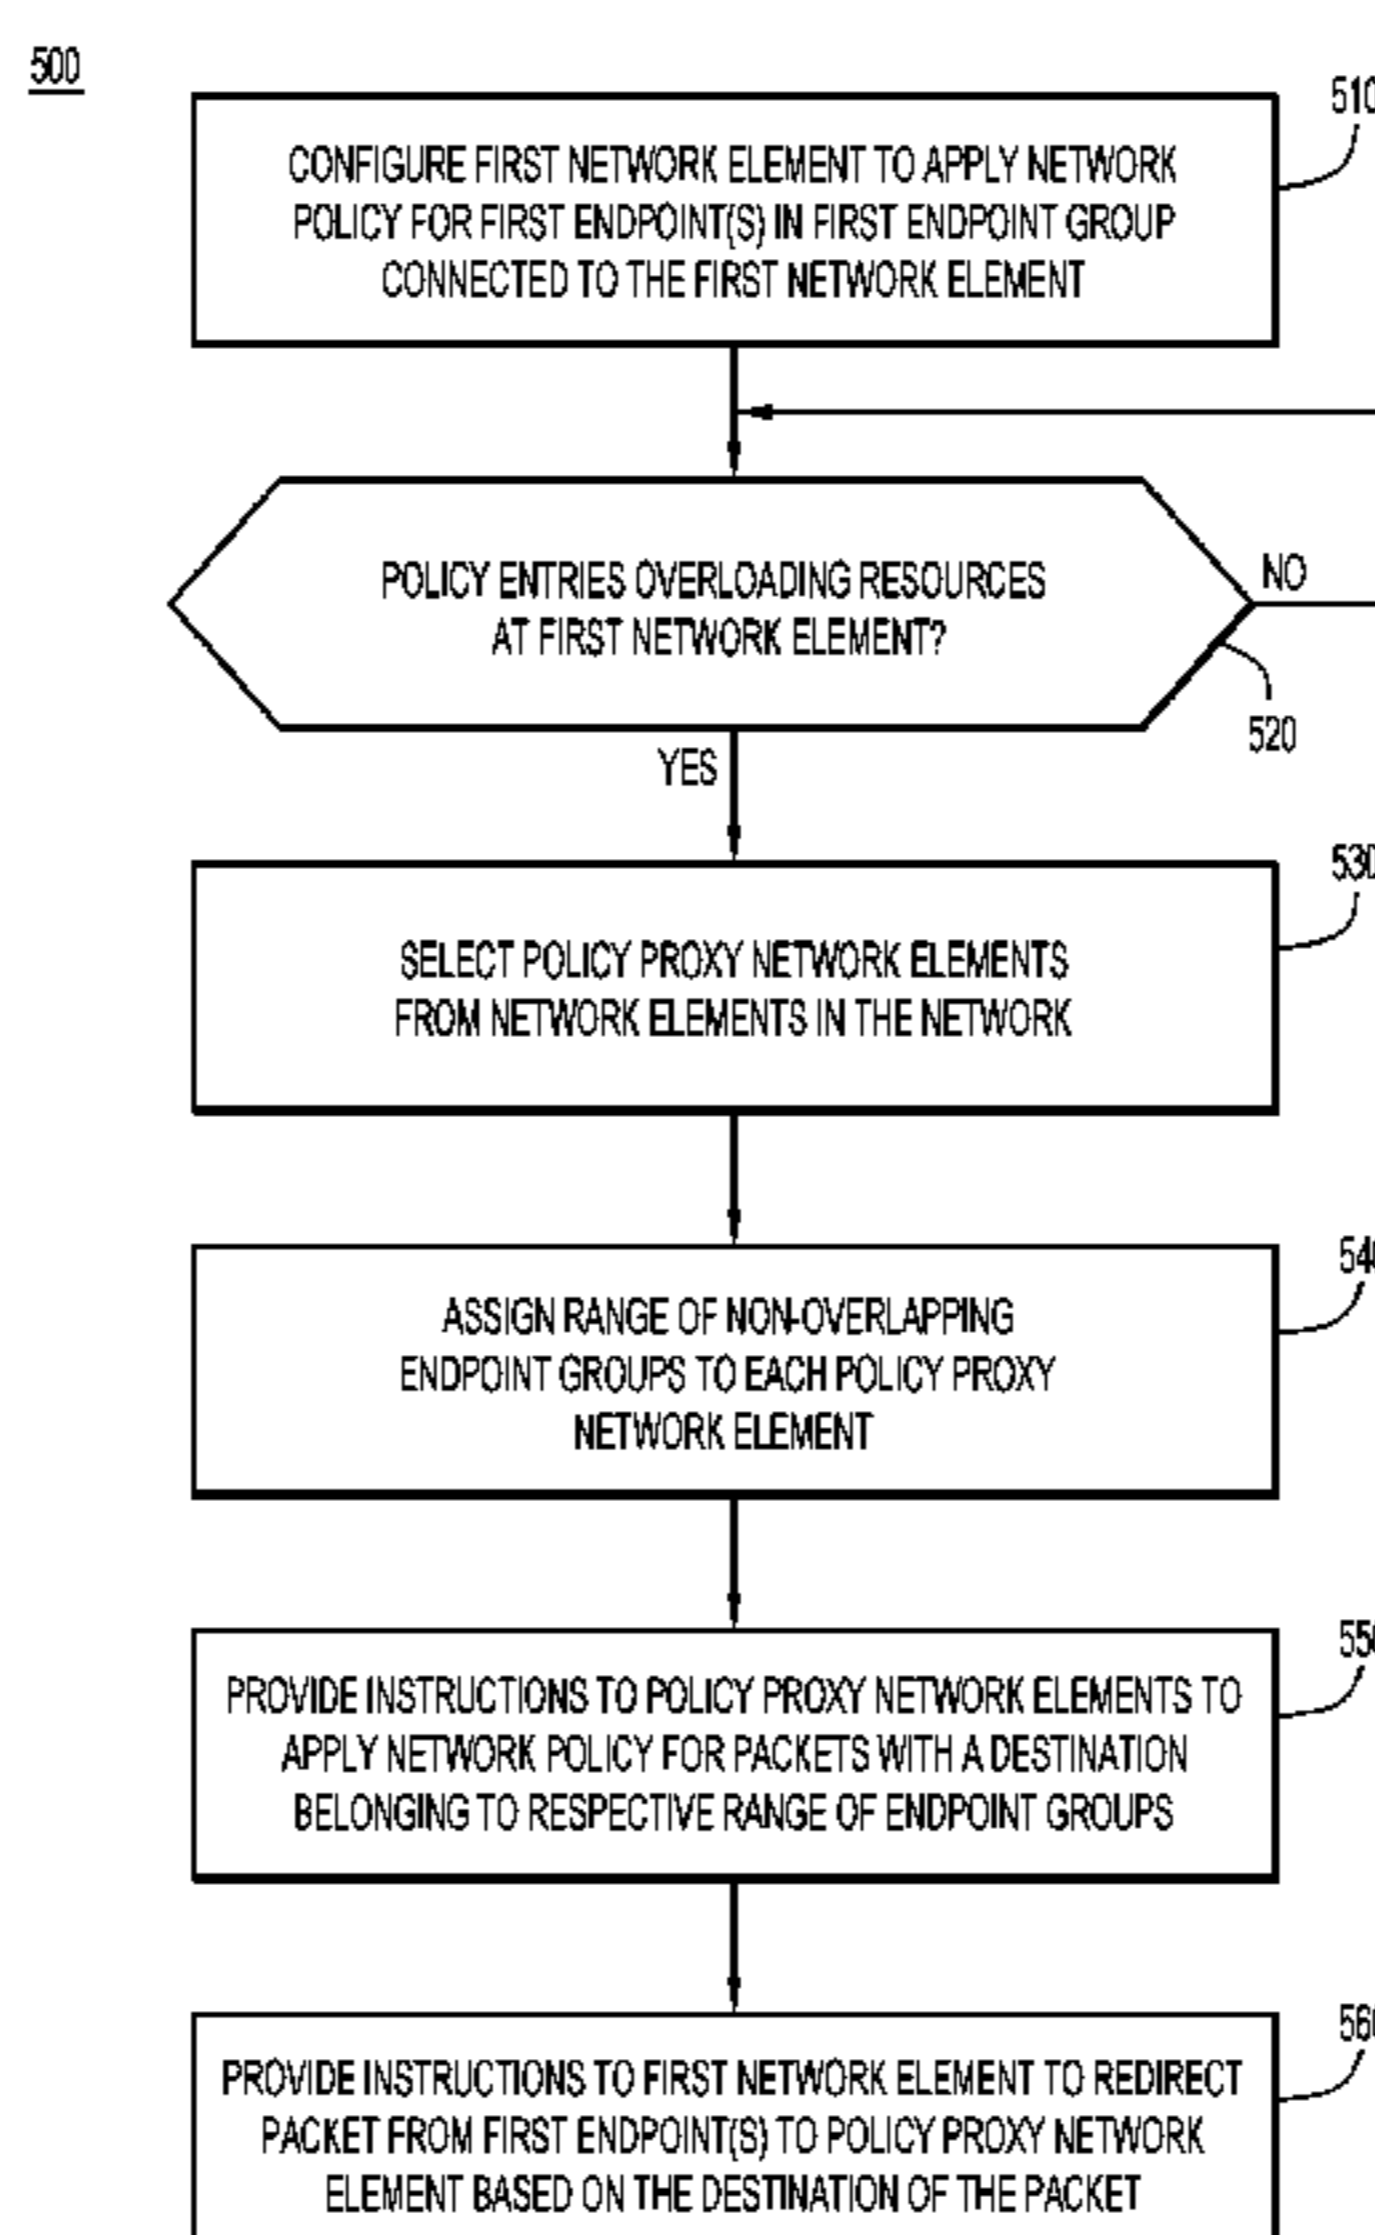 500
510
CONFIGURE FIRST NETWORK ELEMENT TO APPLY NETWORK
POLICY FOR FIRST ENDPOINT(S) IN FIRST ENDPOINT GROUP
CONNECTED TO THE FIRST NETWORK ELEMENT
POLICY ENTRIES OVERLOADING RESOURCES
AT FIRST NETWORK ELEMENT?
NO
520
YES
530
SELECT POLICY PROXY NETWORK ELEMENTS
FROM NETWORK ELEMENTS IN THE NETWORK
540
ASSIGN RANGE OF NON-OVERLAPPING
ENDPOINT GROUPS TO EACH POLICY PROXY
NETWORK ELEMENT
550
PROVIDE INSTRUCTIONS TO POLICY PROXY NETWORK ELEMENTS TO
APPLY NETWORK POLICY FOR PACKETS WITH A DESTINATION
BELONGING TO RESPECTIVE RANGE OF ENDPOINT GROUPS
560
PROVIDE INSTRUCTIONS TO FIRST NETWORK ELEMENT TO REDIRECT
PACKET FROM FIRST ENDPOINT(S) TO POLICY PROXY NETWORK
ELEMENT BASED ON THE DESTINATION OF THE PACKET